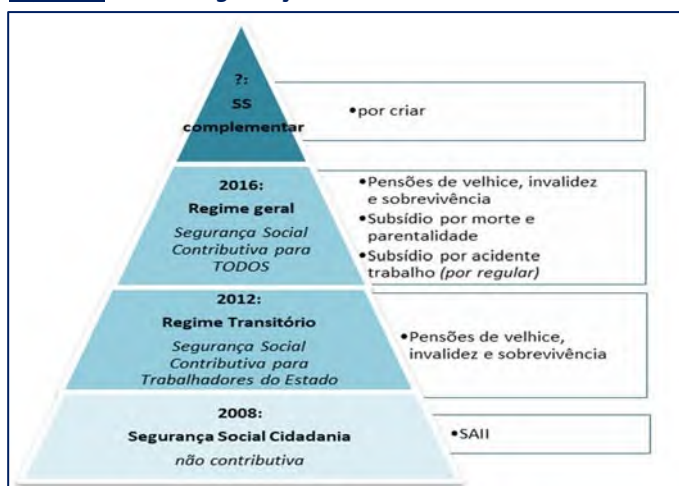 ?:
SS
complementar
•por criar
2016:
Regime geral
Segurança Social
Contributiva para
TODOS
•Pensões de velhice, invalidez
e sobrevivência
•Subsídio por morte e
parentalidade
•Subsídio por acidente
trabalho (por regular)
2012:
Regime Transitório
Segurança Social
Contributiva para
Trabalhadores do Estado
•Pensões de velhice,
invalidez e sobrevivência
2008:
Segurança Social Cidadania
não contributiva
•SAII